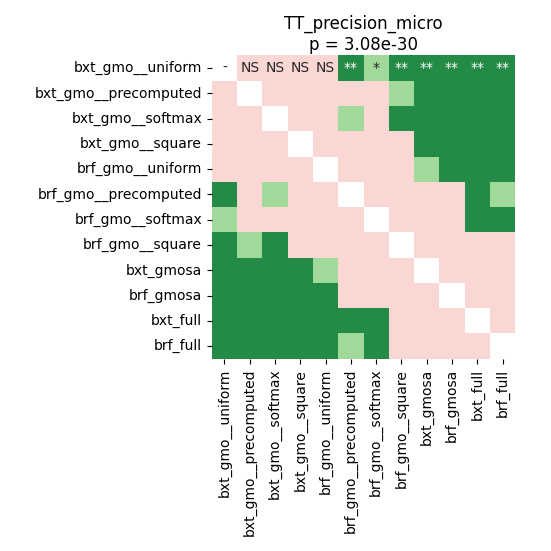 TT_precision_micro
p = 3.08e-30
bxt_gmo__uniform
- NS NS NS NS ** * ** ** ** ** **
bxt_gmo__precomputed
bxt_gmo__softmax
bxt_gmo__square
brf_gmo__uniform
brf_gmo__precomputed
brf_gmo__softmax
brf_gmo__square
bxt_gmosa
brf_gmosa
bxt_full
brf_full
bxt_gmo__uniform
bxt_gmo__precomputed
bxt_gmo__softmax
bxt_gmo__square
brf_gmo__uniform
brf_gmo__precomputed
brf_gmo__softmax
brf_gmo__square
bxt_gmosa
brf_gmosa
bxt_full
brf_full